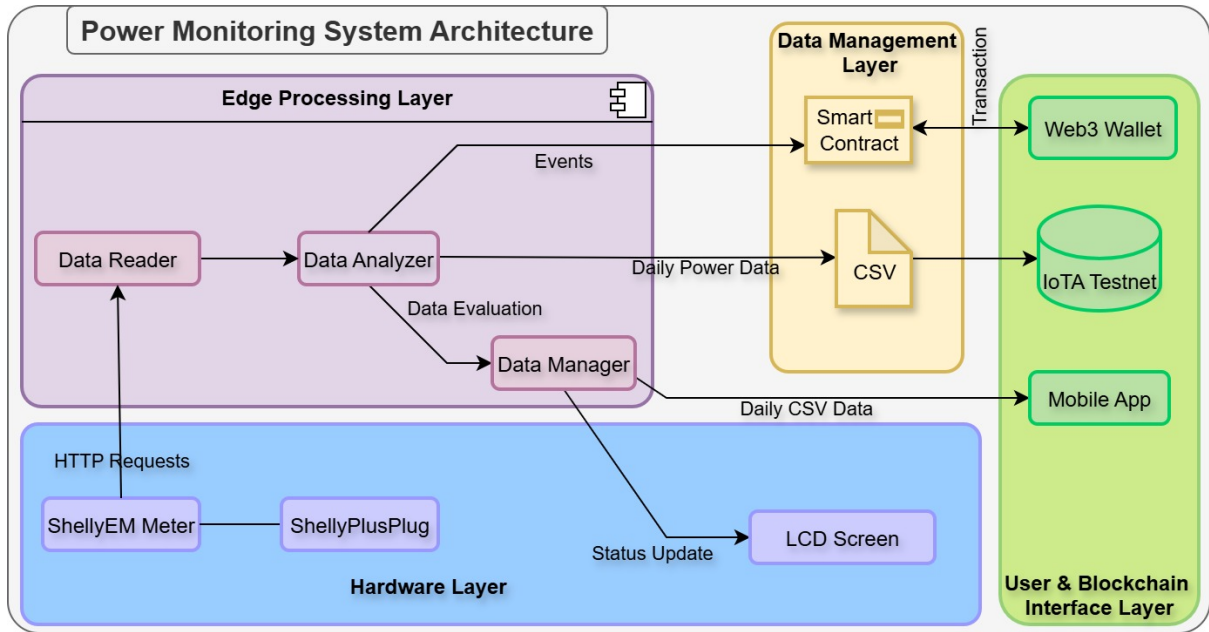 Power Monitoring System Architecture
Edge Processing Layer
Data Reader
Data Analyzer
Data Manager
Events
Daily Power Data
Data Evaluation
Data Management
Layer
Smart
Contract
CSV
Transaction
Web3 Wallet
IoTA Testnet
Mobile App
Daily CSV Data
User & Blockchain
Interface Layer
HTTP Requests
ShellyEM Meter
ShellyPlusPlug
Status Update
LCD Screen
Hardware Layer